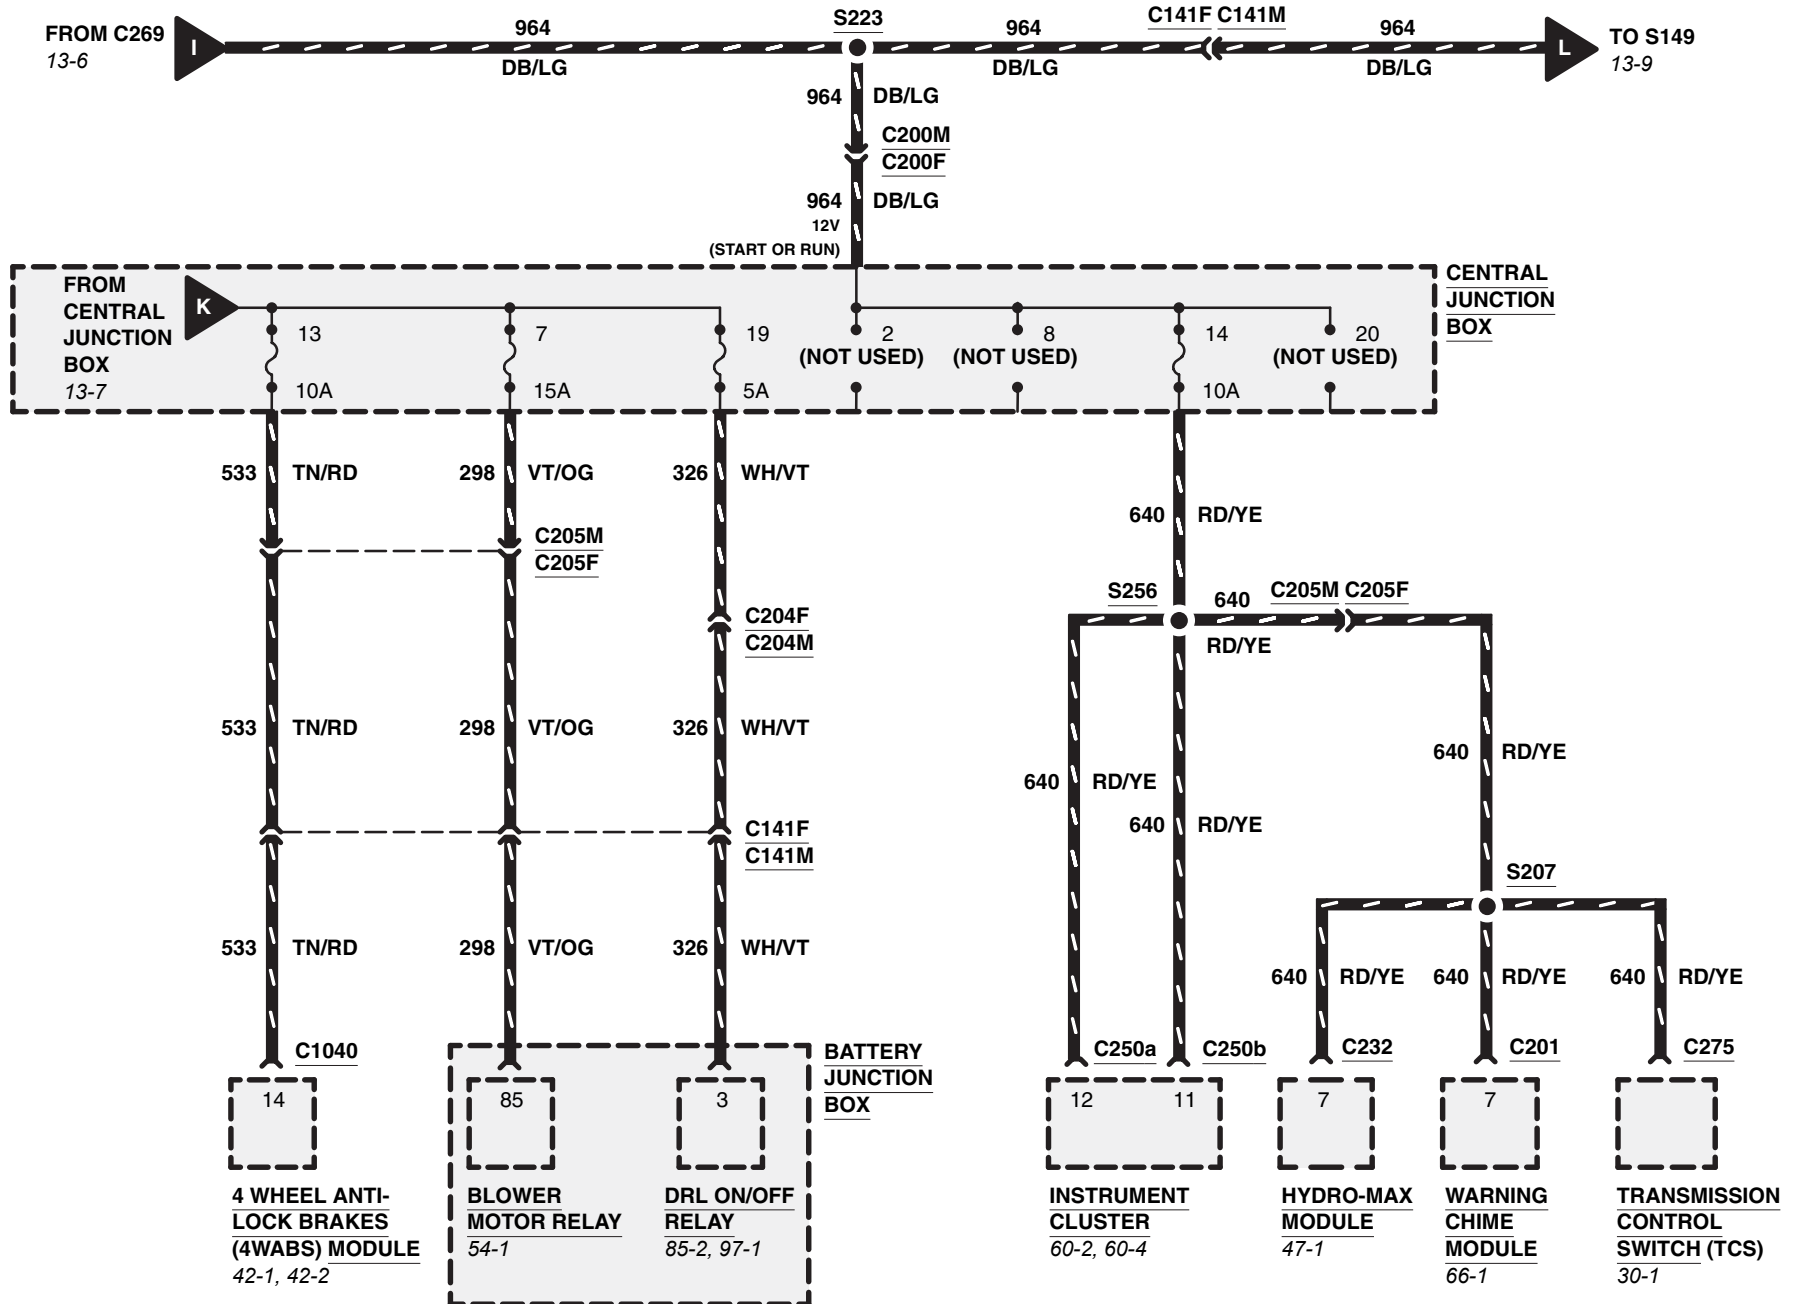 FROM C269
13-6
I
964
DB/LG
S223
964
DB/LG
C141F C141M
964
DB/LG
L
TO S149
13-9
964 DB/LG
C200M
C200F
964 DB/LG
12V
(START OR RUN)
FROM
CENTRAL
JUNCTION
BOX
13-7
K
13
10A
7
15A
19
5A
2
(NOT USED)
8
(NOT USED)
14
10A
20
(NOT USED)
CENTRAL
JUNCTION
BOX
533 TN/RD
298 VT/OG
326 WH/VT
640 RD/YE
C205M
C205F
C204F
C204M
S256
640
RD/YE
C205M C205F
533 TN/RD
298 VT/OG
326 WH/VT
640 RD/YE
640 RD/YE
640 RD/YE
C141F
C141M
S207
533 TN/RD
298 VT/OG
326 WH/VT
640 RD/YE
640 RD/YE
640 RD/YE
C1040
14
4 WHEEL ANTI-
LOCK BRAKES
(4WABS) MODULE
42-1, 42-2
BATTERY
JUNCTION
BOX
85
BLOWER
MOTOR RELAY
54-1
3
DRL ON/OFF
RELAY
85-2, 97-1
C250a
C250b
12
11
INSTRUMENT
CLUSTER
60-2, 60-4
C232
7
HYDRO-MAX
MODULE
47-1
C201
7
WARNING
CHIME
MODULE
66-1
C275
TRANSMISSION
CONTROL
SWITCH (TCS)
30-1